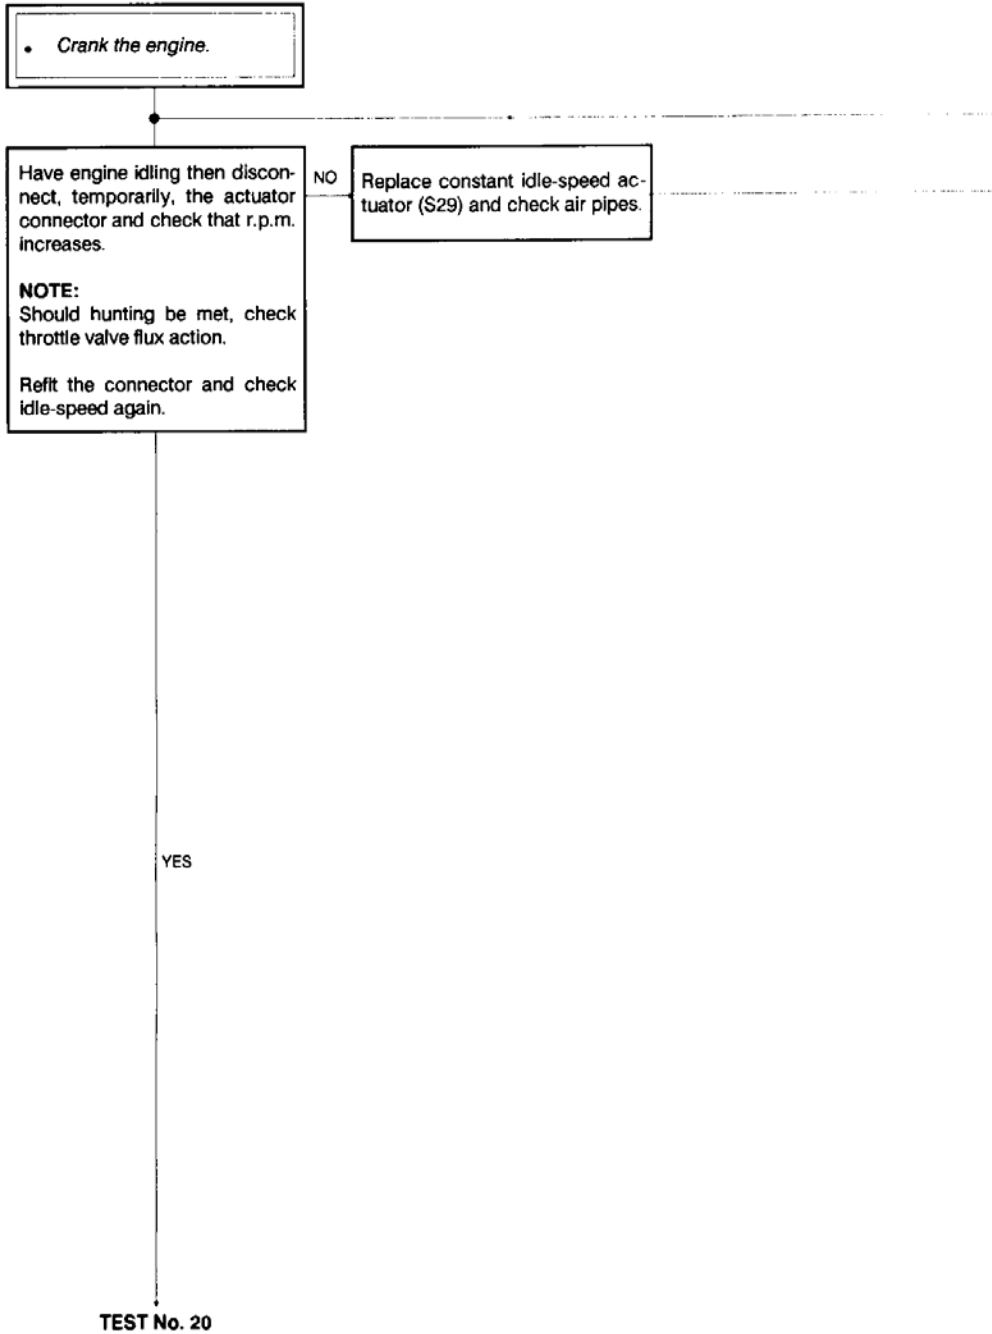 • Crank the engine.
Have engine idling then discon-
nect, temporarily, the actuator
connector and check that r.p.m.
increases.
NOTE:
Should hunting be met, check
throttle valve flux action.
Refit the connector and check
idle-speed again.
NO
Replace constant idle-speed ac-
tuator (S29) and check air pipes.
YES
TEST No. 20